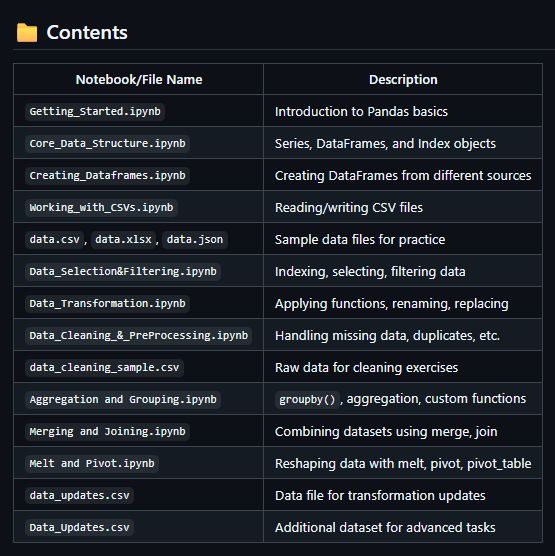 Contents
Notebook/File Name Description
Getting_Started.ipynb Introduction to Pandas basics
Core_Data_Structure.ipynb Series, DataFrames, and Index objects
Creating_Dataframes.ipynb Creating DataFrames from different sources
Working_with_CSVs.ipynb Reading/writing CSV files
data.csv, data.xlsx, data.json Sample data files for practice
Data_Selection&Filtering.ipynb Indexing, selecting, filtering data
Data_Transformation.ipynb Applying functions, renaming, replacing
Data_Cleaning_&_PreProcessing.ipynb Handling missing data, duplicates, etc.
data_cleaning_sample.csv Raw data for cleaning exercises
Aggregation and Grouping.ipynb groupby(), aggregation, custom functions
Merging and Joining.ipynb Combining datasets using merge, join
Melt and Pivot.ipynb Reshaping data with melt, pivot, pivot_table
data_updates.csv Data file for transformation updates
Data_Updates.csv Additional dataset for advanced tasks